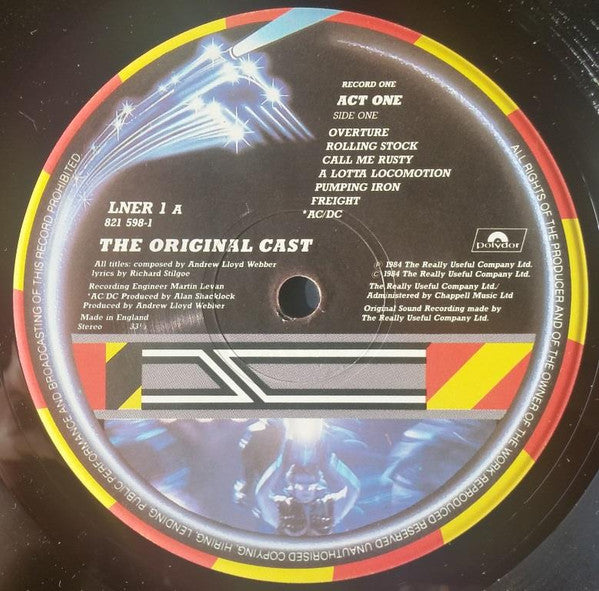 RECORD ONE
ACT ONE
SIDE ONE
OVERTURE
ROLLING STOCK
CALL ME RUSTY
A LOTTA LOCOMOTION
PUMPING IRON
FREIGHT
*AC/DC
LNER 1 A
821 598-1
THE ORIGINAL CAST
All titles: composed by Andrew Lloyd Webber
lyrics by Richard Stilgoe
Recording Engineer Martin Levan
*AC/DC Produced by Alan Shacklock
Produced by Andrew Lloyd Webber
Made in England
Stereo 33⅓
polydor
℗ 1984 The Really Useful Company Ltd.
© 1984 The Really Useful Company Ltd.
The Really Useful Company Ltd./
Administered by Chappell Music Ltd
Original Sound Recording made by
The Really Useful Company Ltd.
ALL RIGHTS OF THE PRODUCER AND OF THE OWNER OF THE WORK REPRODUCED RESERVED UNAUTHORISED COPYING, HIRING, LENDING, PUBLIC PERFORMANCE AND BROADCASTING OF THIS RECORD PROHIBITED